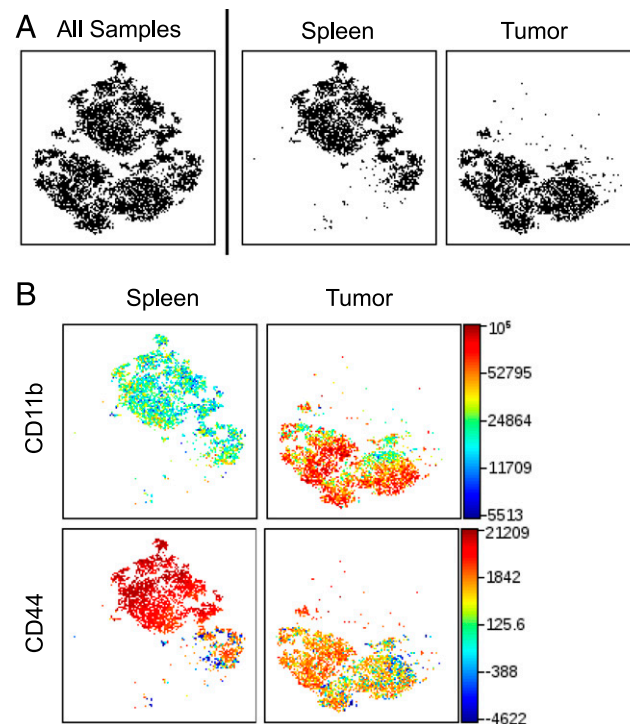 A
All Samples
Spleen
Tumor
B
Spleen
Tumor
CD11b
10⁵
52795
24864
11709
5513
CD44
21209
1842
125.6
-388
-4622